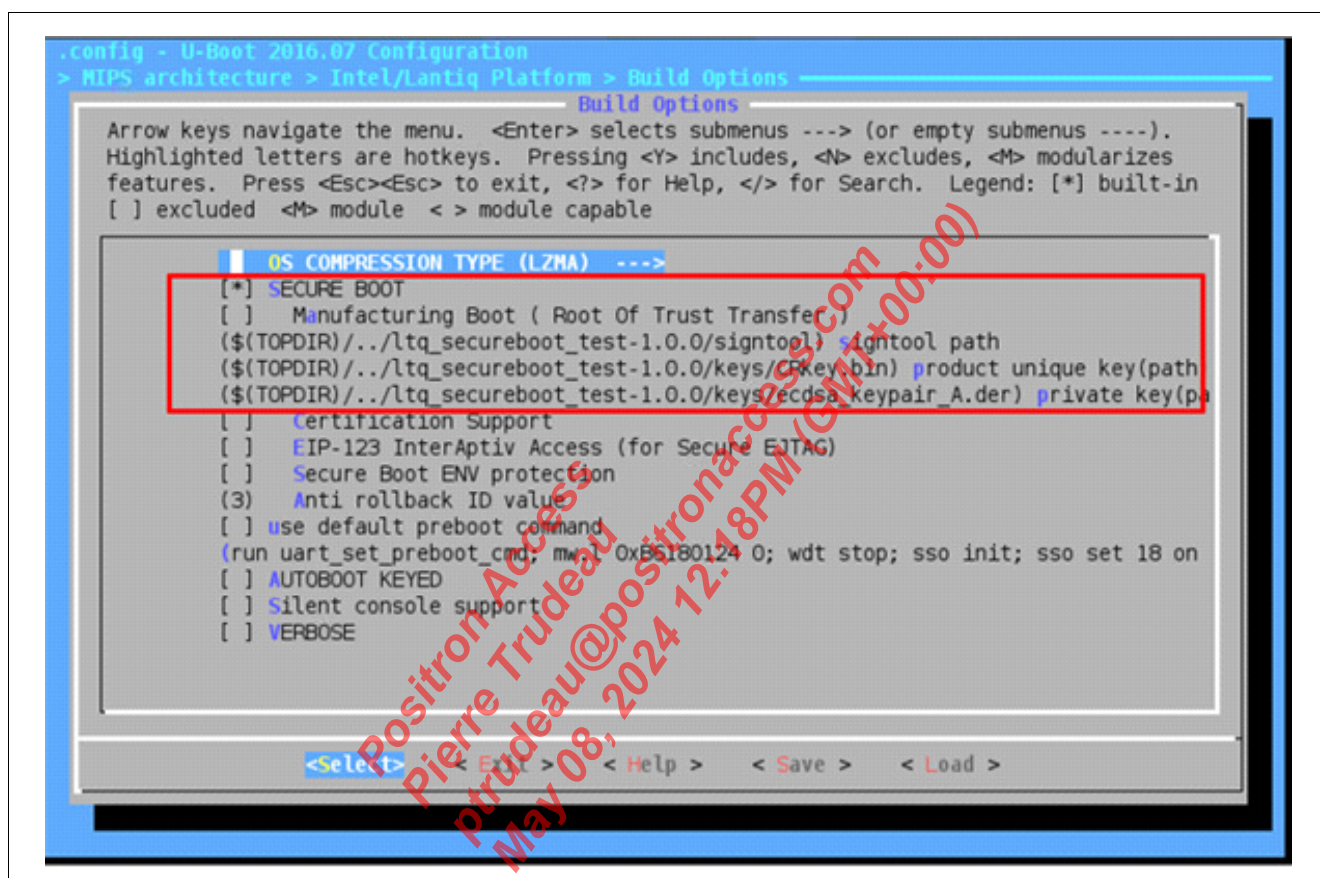 .config - U-Boot 2016.07 Configuration
> MIPS architecture > Intel/Lantiq Platform > Build Options
Build Options
Arrow keys navigate the menu.  <Enter> selects submenus ---> (or empty submenus ----).
Highlighted letters are hotkeys.  Pressing <Y> includes, <N> excludes, <M> modularizes
features.  Press <Esc><Esc> to exit, <?> for Help, </> for Search.  Legend: [*] built-in
[ ] excluded  <M> module  < > module capable
OS COMPRESSION TYPE (LZMA)  --->
[*] SECURE BOOT
[ ]   Manufacturing Boot ( Root Of Trust Transfer )
($(TOPDIR)/../ltq_secureboot_test-1.0.0/signtool) signtool path
($(TOPDIR)/../ltq_secureboot_test-1.0.0/keys/CRKey.bin) product unique key(path
($(TOPDIR)/../ltq_secureboot_test-1.0.0/keys/ecdsa_keypair_A.der) private key(pa
[ ]   Certification Support
[ ]   EIP-123 InterAptiv Access (for Secure EJTAG)
[ ]   Secure Boot ENV protection
(3)   Anti rollback ID value
[ ] use default preboot command
(run uart_set_preboot_cmd; mw.l 0xB6180124 0; wdt stop; sso init; sso set 18 on
[ ] AUTOBOOT KEYED
[ ] Silent console support
[ ] VERBOSE
<Select>    < Exit >    < Help >    < Save >    < Load >
Positron Access
Pierre Trudeau
ptrudeau@positronaccess.com
May 08, 2024 12:18PM (GMT+00:00)